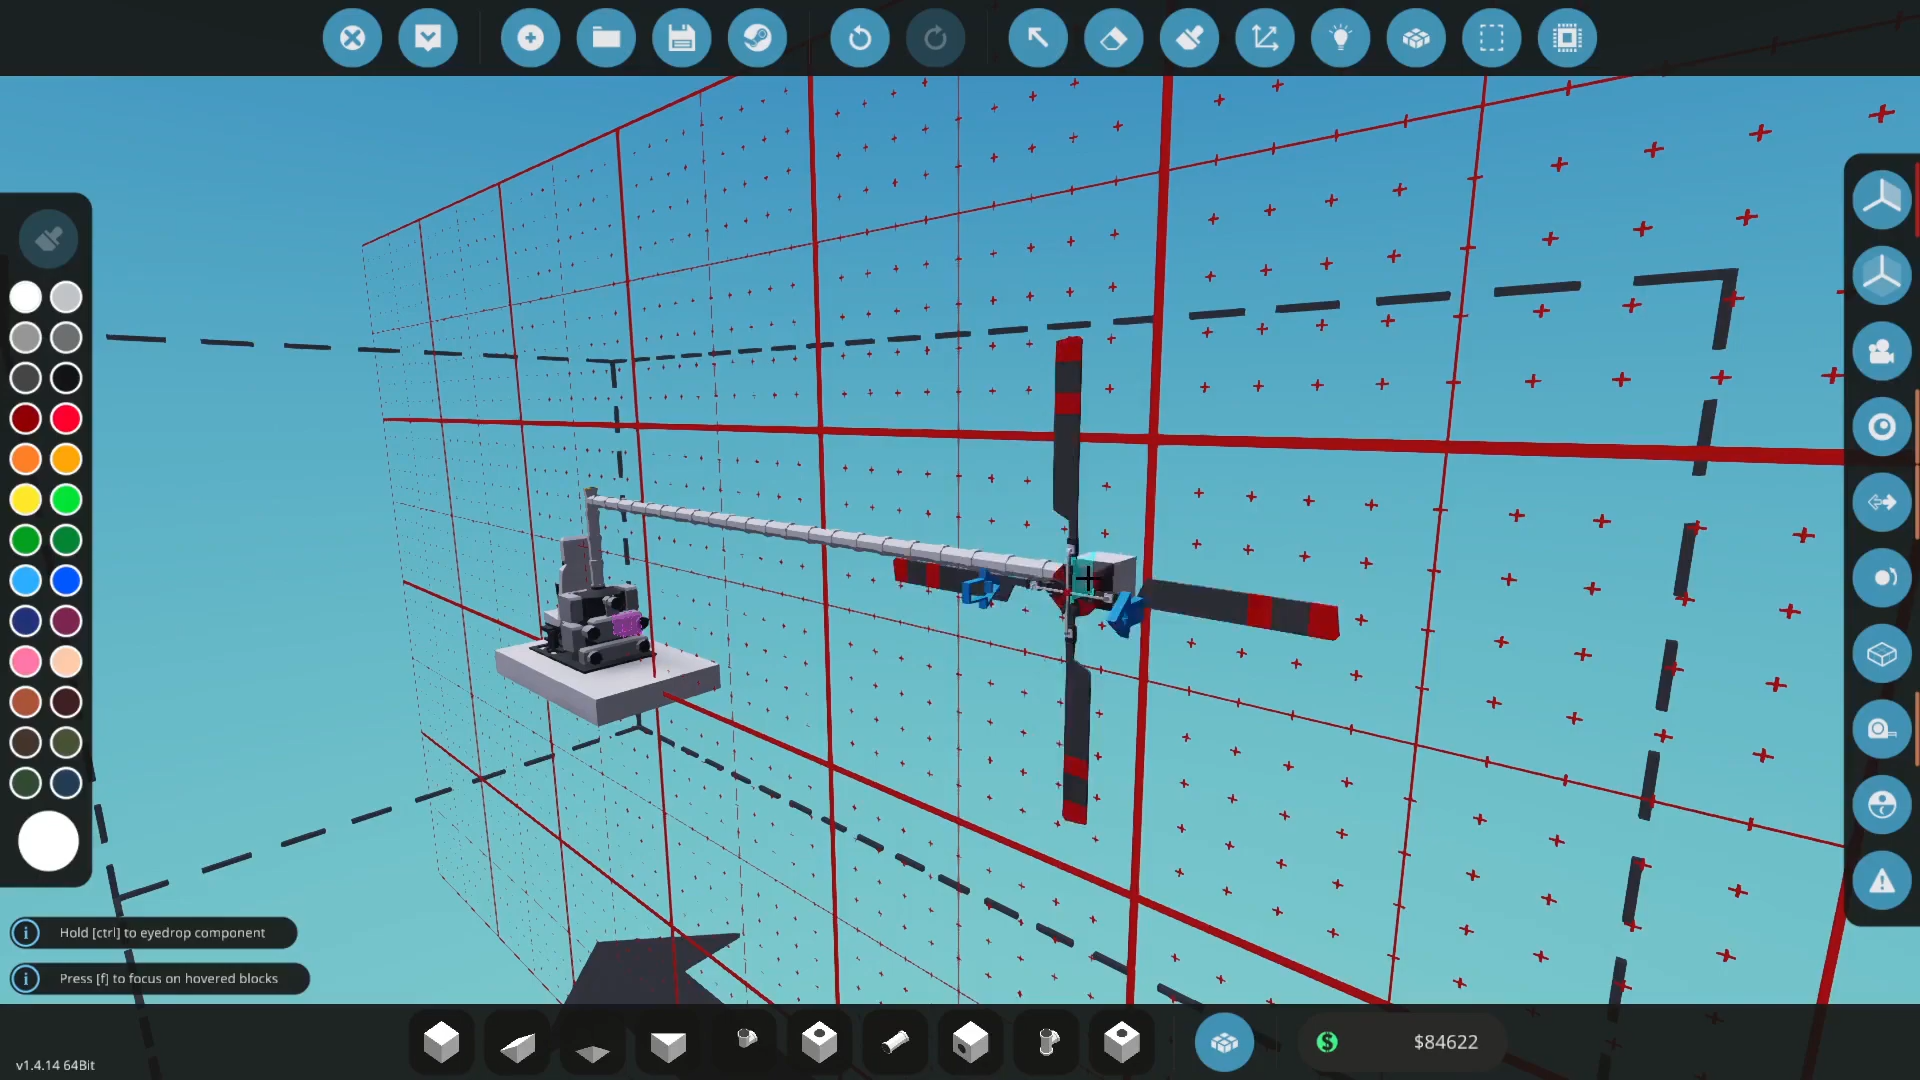 Hold [ctrl] to eyedrop component
Press [f] to focus on hovered blocks
$84622
v1.4.14 64Bit